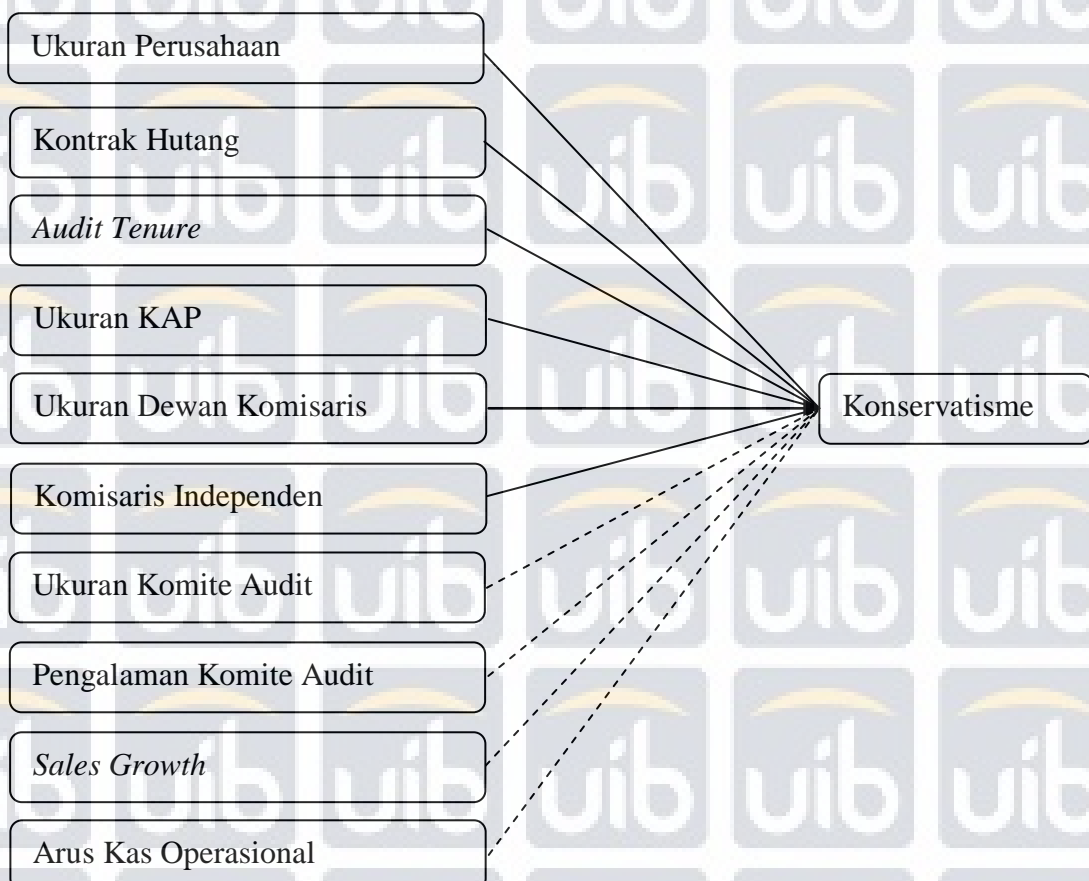 Ukuran Perusahaan
Kontrak Hutang
Audit Tenure
Ukuran KAP
Ukuran Dewan Komisaris
Konservatisme
Komisaris Independen
Ukuran Komite Audit
Pengalaman Komite Audit
Sales Growth
Arus Kas Operasional
uib